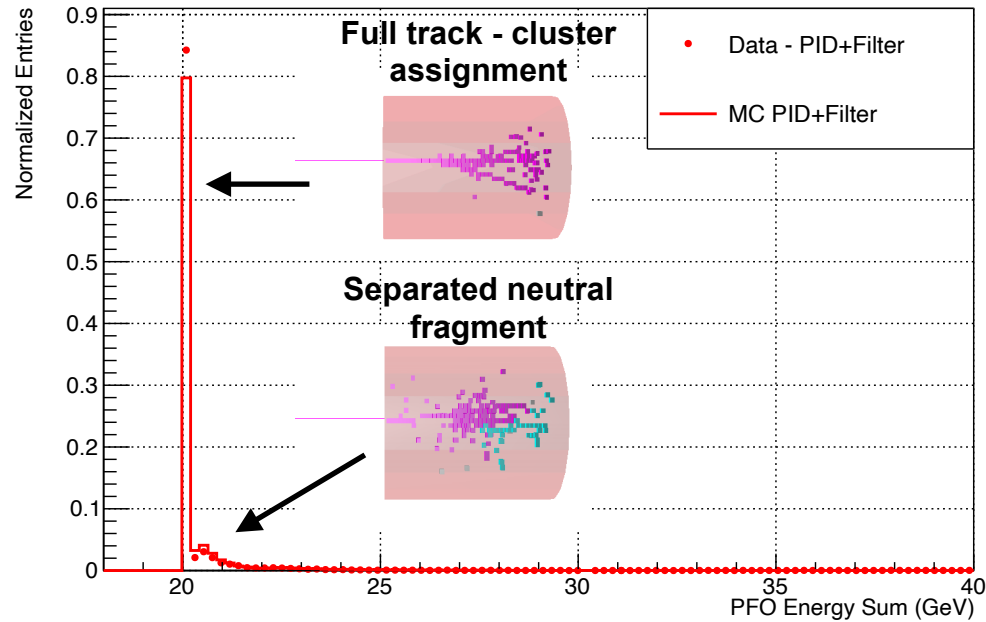 Normalized Entries
0.9
0.8
0.7
0.6
0.5
0.4
0.3
0.2
0.1
0
Full track - cluster
assignment
Separated neutral
fragment
Data - PID+Filter
MC PID+Filter
20
25
30
35
40
PFO Energy Sum (GeV)